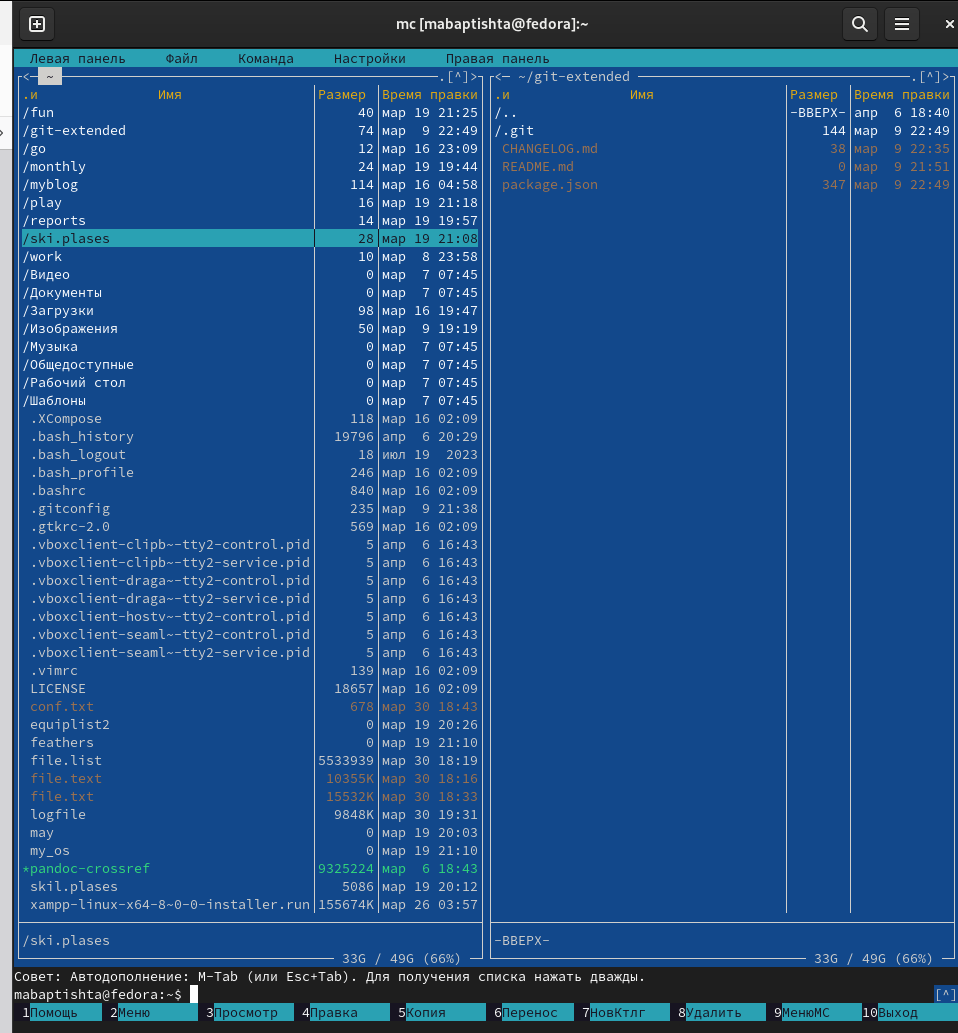 mc [mabaptishta@fedora]:~
Левая панель Файл Команда Настройки Правая панель
<─ ~ .[^]>
.и Имя Размер Время правки
/fun 40 мар 19 21:25
/git-extended 74 мар 9 22:49
/go 12 мар 16 23:09
/monthly 24 мар 19 19:44
/myblog 114 мар 16 04:58
/play 16 мар 19 21:18
/reports 14 мар 19 19:57
/ski.plases 28 мар 19 21:08
/work 10 мар 8 23:58
/Видео 0 мар 7 07:45
/Документы 0 мар 7 07:45
/Загрузки 98 мар 16 19:47
/Изображения 50 мар 9 19:19
/Музыка 0 мар 7 07:45
/Общедоступные 0 мар 7 07:45
/Рабочий стол 0 мар 7 07:45
/Шаблоны 0 мар 7 07:45
.XCompose 118 мар 16 02:09
.bash_history 19796 апр 6 20:29
.bash_logout 18 июл 19 2023
.bash_profile 246 мар 16 02:09
.bashrc 840 мар 16 02:09
.gitconfig 235 мар 9 21:38
.gtkrc-2.0 569 мар 16 02:09
.vboxclient-clipb~-tty2-control.pid 5 апр 6 16:43
.vboxclient-clipb~-tty2-service.pid 5 апр 6 16:43
.vboxclient-draga~-tty2-control.pid 5 апр 6 16:43
.vboxclient-draga~-tty2-service.pid 5 апр 6 16:43
.vboxclient-hostv~-tty2-control.pid 5 апр 6 16:43
.vboxclient-seaml~-tty2-control.pid 5 апр 6 16:43
.vboxclient-seaml~-tty2-service.pid 5 апр 6 16:43
.vimrc 139 мар 16 02:09
LICENSE 18657 мар 16 02:09
conf.txt 678 мар 30 18:43
equiplist2 0 мар 19 20:26
feathers 0 мар 19 21:10
file.list 5533939 мар 30 18:19
file.text 10355K мар 30 18:16
file.txt 15532K мар 30 18:33
logfile 9848K мар 30 19:31
may 0 мар 19 20:03
my_os 0 мар 19 21:10
*pandoc-crossref 9325224 мар 6 18:43
skil.plases 5086 мар 19 20:12
xampp-linux-x64-8~0-0-installer.run 155674K мар 26 03:57
/ski.plases
33G / 49G (66%)
<─ ~/git-extended .[^]>
.и Имя Размер Время правки
/.. -ВВЕРХ- апр 6 18:40
/.git 144 мар 9 22:49
CHANGELOG.md 38 мар 9 22:35
README.md 0 мар 9 21:51
package.json 347 мар 9 22:49
-ВВЕРХ-
33G / 49G (66%)
Совет: Автодополнение: M-Tab (или Esc+Tab). Для получения списка нажать дважды.
mabaptishta@fedora:~$ [^]
1Помощь 2Меню 3Просмотр 4Правка 5Копия 6Перенос 7НовКтлг 8Удалить 9МенюМС 10Выход